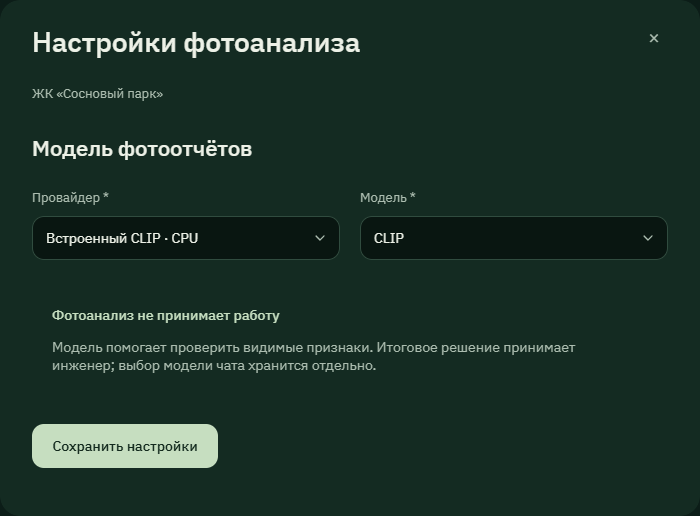 Настройки фотоанализа
×
ЖК «Сосновый парк»
Модель фотоотчётов
Провайдер * Модель *
Встроенный CLIP · CPU CLIP
Фотоанализ не принимает работу
Модель помогает проверить видимые признаки. Итоговое решение принимает
инженер; выбор модели чата хранится отдельно.
Сохранить настройки